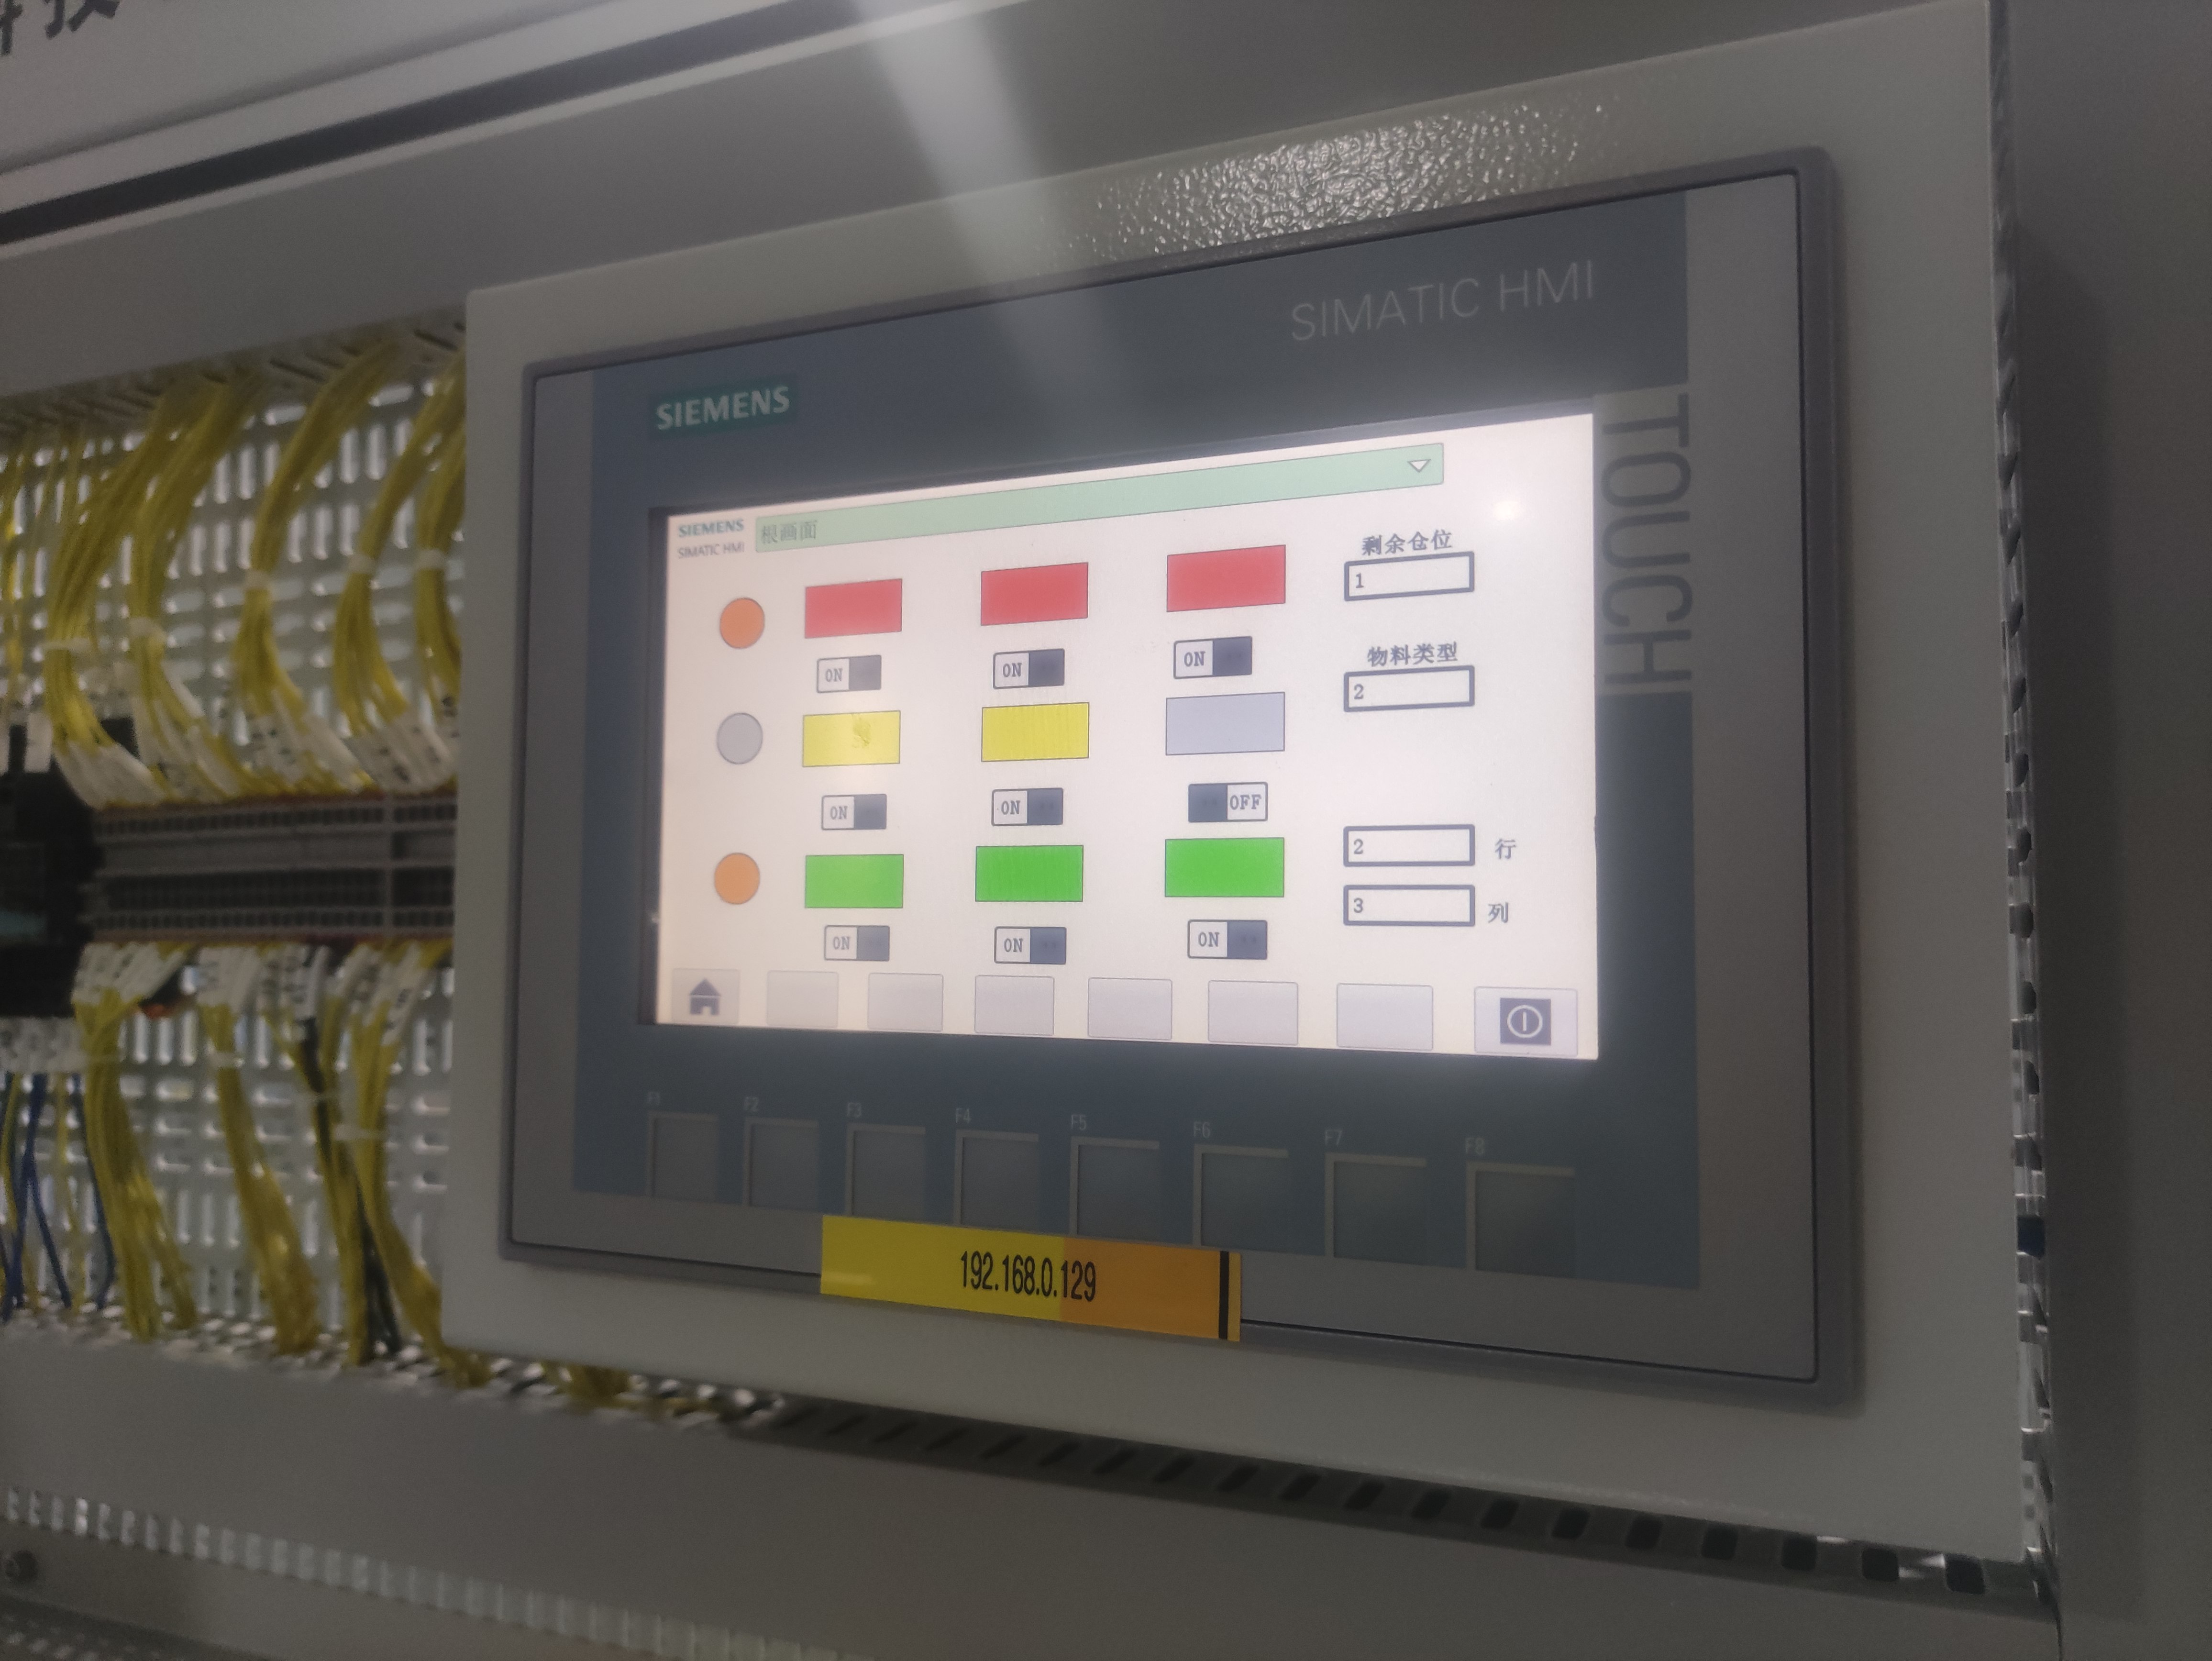 科技
SIMATIC HMI
SIEMENS
TOUCH
SIEMENS
SIMATIC HMI
根画面
剩余仓位
1
ON
ON
ON
物料类型
2
ON
ON
OFF
2
行
3
列
ON
ON
ON
F1
F2
F3
F4
F5
F6
F7
F8
192.168.0.129